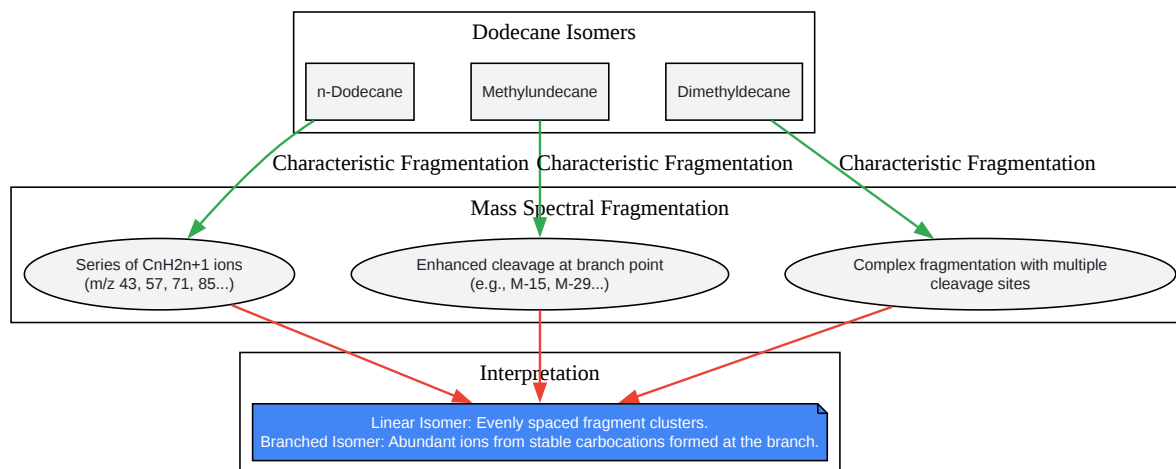 Dodecane Isomers
n-Dodecane
Methylundecane
Dimethyldecane
Characteristic Fragmentation
Characteristic Fragmentation
Characteristic Fragmentation
Mass Spectral Fragmentation
Series of CnH2n+1 ions
(m/z 43, 57, 71, 85...)
Enhanced cleavage at branch point
(e.g., M-15, M-29...)
Complex fragmentation with multiple
cleavage sites
Interpretation
Linear Isomer: Evenly spaced fragment clusters.
Branched Isomer: Abundant ions from stable carbocations formed at the branch.